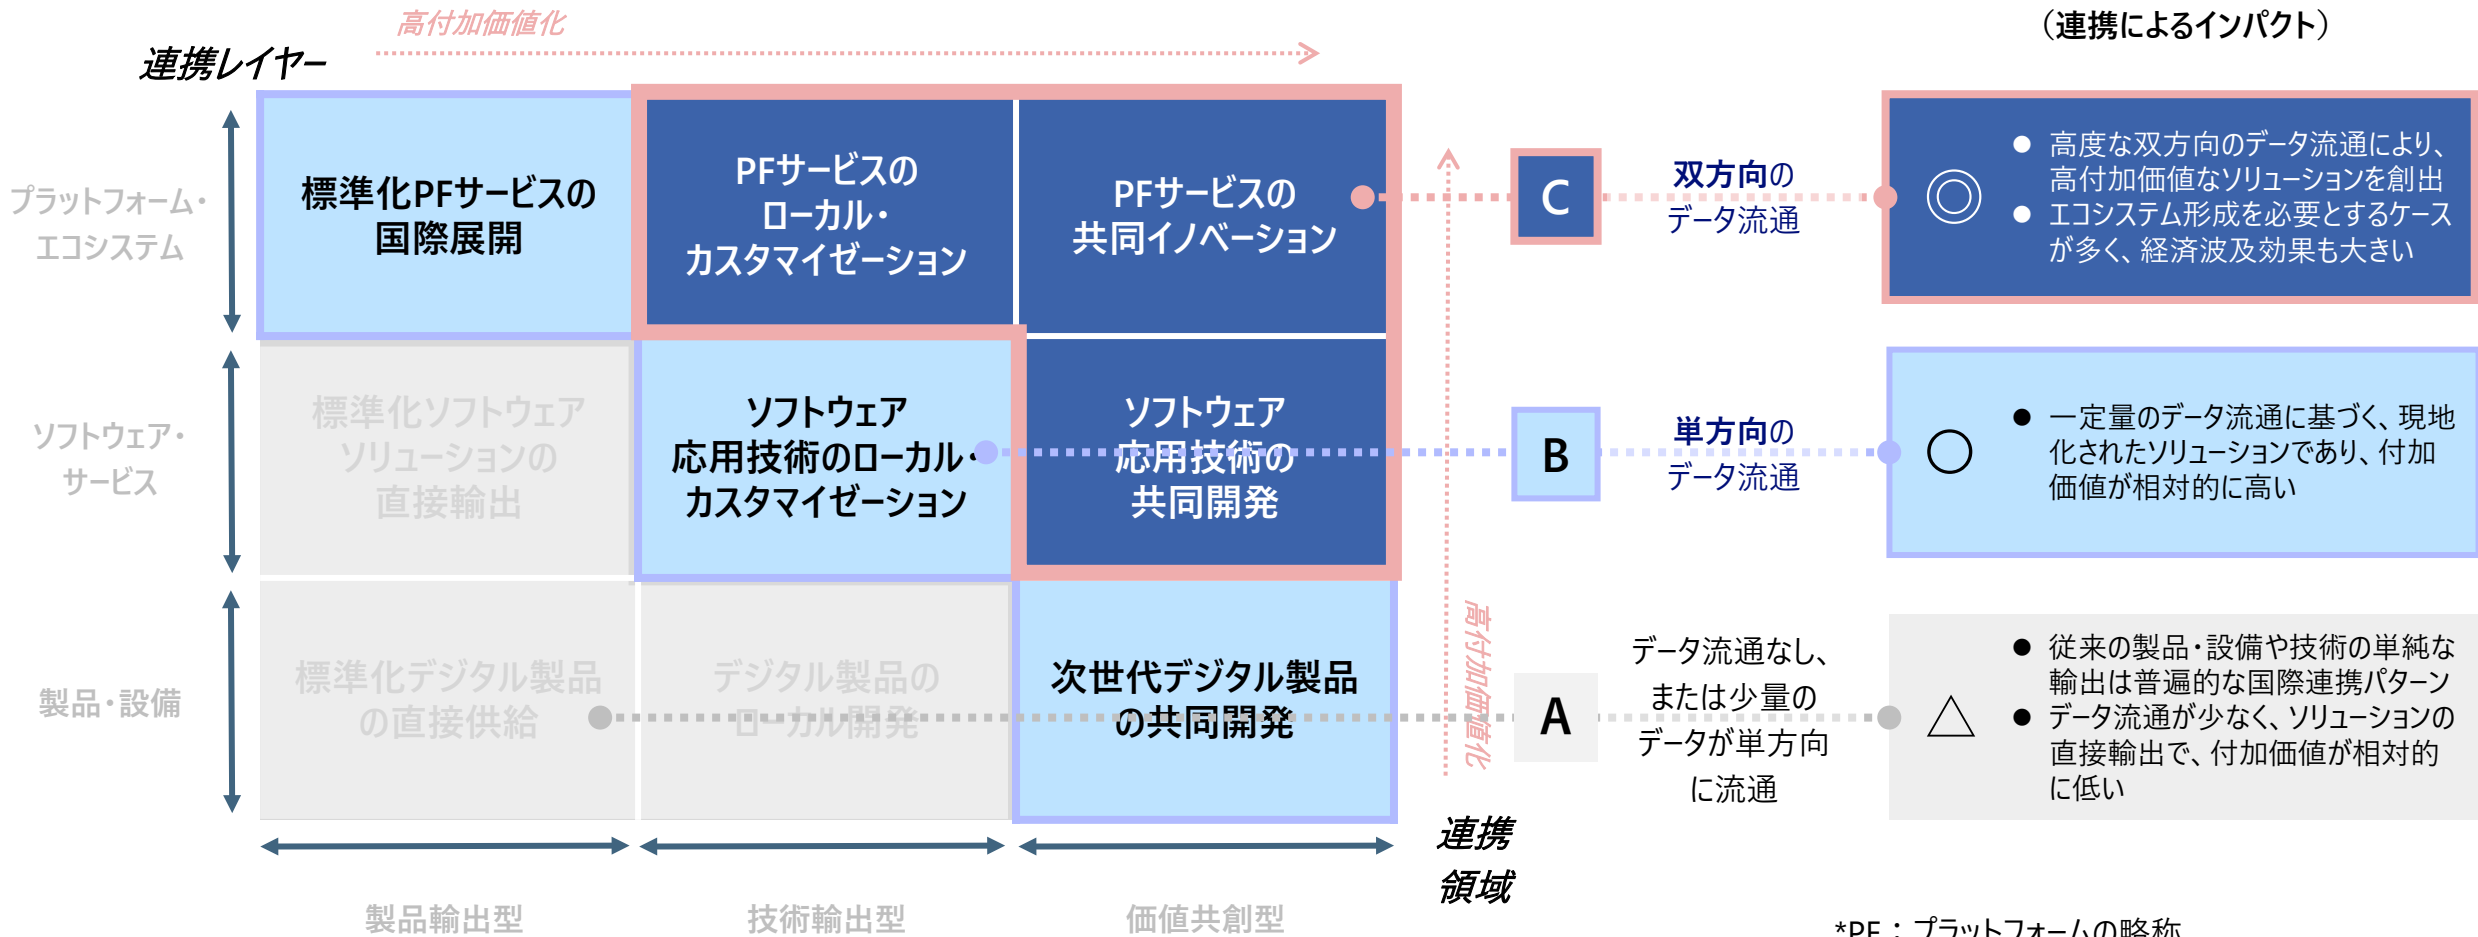 高付加価値化
（連携によるインパクト）
連携レイヤー
プラットフォーム・
エコシステム
標準化PFサービスの
国際展開
PFサービスの
ローカル・
カスタマイゼーション
PFサービスの
共同イノベーション
C
双方向の
データ流通
◎
● 高度な双方向のデータ流通により、
高付加価値なソリューションを創出
● エコシステム形成を必要とするケース
が多く、経済波及効果も大きい
ソフトウェア・
サービス
標準化ソフトウェア
ソリューションの
直接輸出
ソフトウェア
応用技術のローカル・
カスタマイゼーション
ソフトウェア
応用技術の
共同開発
B
単方向の
データ流通
○
● 一定量のデータ流通に基づく、現地
化されたソリューションであり、付加
価値が相対的に高い
製品・設備
標準化デジタル製品
の直接供給
デジタル製品の
ローカル開発
次世代デジタル製品
の共同開発
高付加価値化
A
データ流通なし、
または少量の
データが単方向
に流通
△
● 従来の製品・設備や技術の単純な
輸出は普遍的な国際連携パターン
● データ流通が少なく、ソリューションの
直接輸出で、付加価値が相対的
に低い
連携
領域
製品輸出型
技術輸出型
価値共創型
*PF：プラットフォームの略称